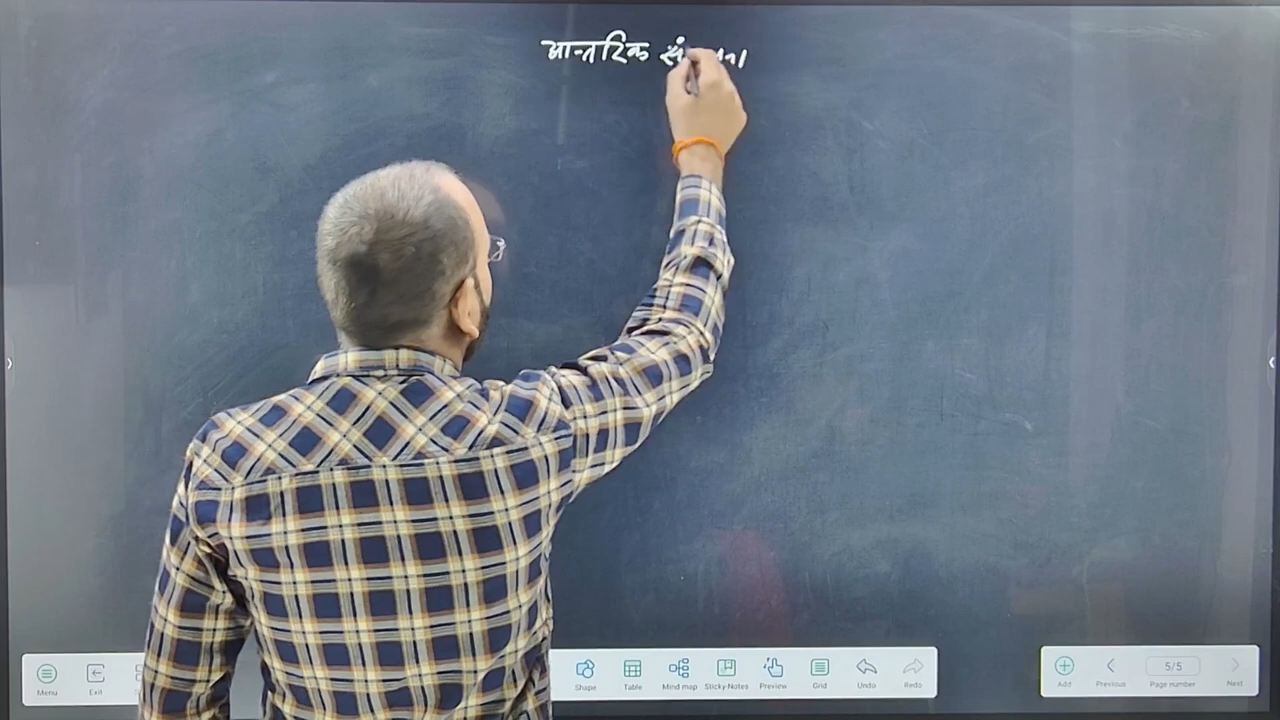 आन्तरिक
Menu
Exit
Shape
Table
Mind map
Sticky-Notes
Preview
Grid
Undo
Redo
Add
Previous
5/5
Page number
Next